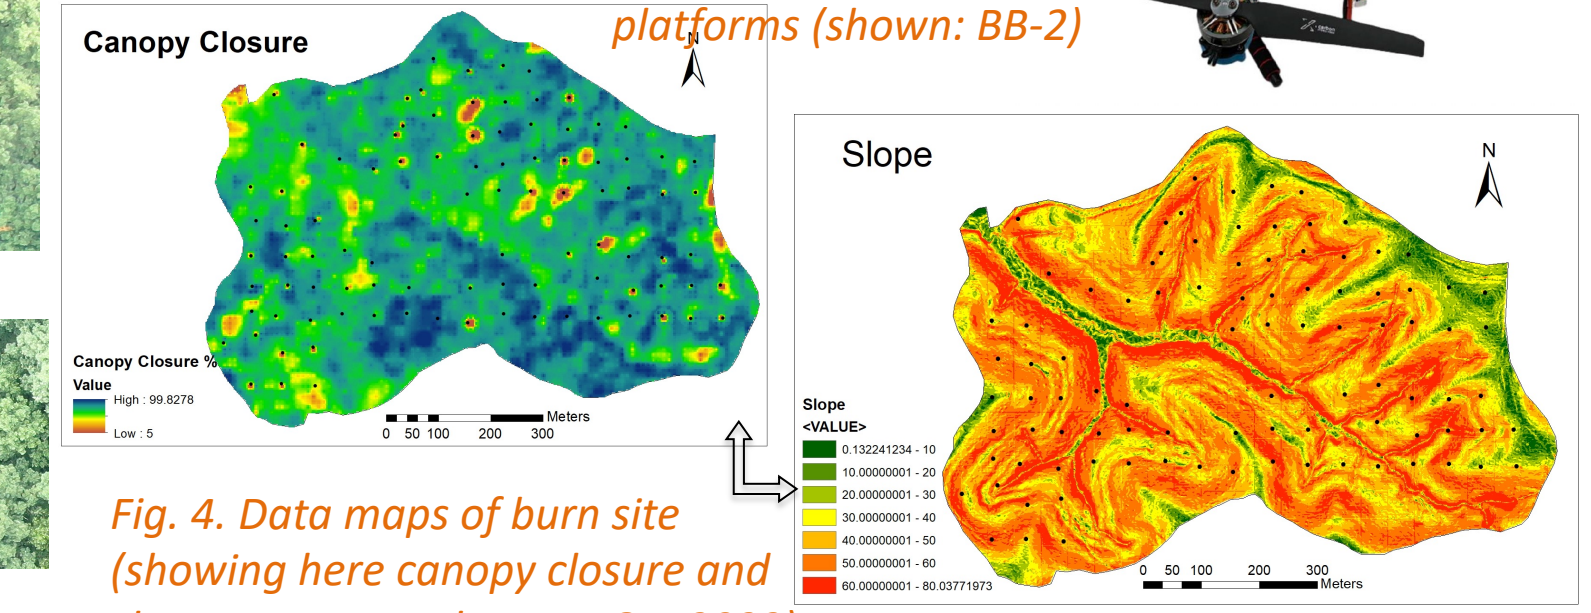 platforms (shown: BB-2)
Canopy Closure
N
Canopy Closure %
Value
High : 99.8278
Low : 5
Meters
0 50 100 200 300
Slope
N
Slope
<VALUE>
0.132241234 - 10
10.00000001 - 20
20.00000001 - 30
30.00000001 - 40
40.00000001 - 50
50.00000001 - 60
60.00000001 - 80.03771973
0 50 100 200 300
Meters
Fig. 4. Data maps of burn site
(showing here canopy closure and